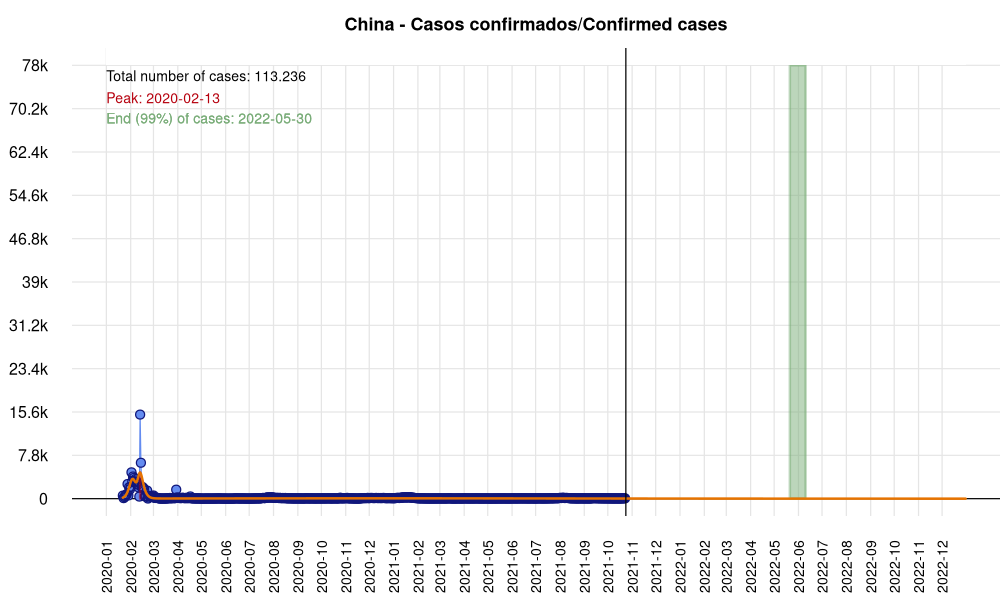 China - Casos confirmados/Confirmed cases
Total number of cases: 113.236
Peak: 2020-02-13
End (99%) of cases: 2022-05-30
78k
70.2k
62.4k
54.6k
46.8k
39k
31.2k
23.4k
15.6k
7.8k
0
2020-01
2020-02
2020-03
2020-04
2020-05
2020-06
2020-07
2020-08
2020-09
2020-10
2020-11
2020-12
2021-01
2021-02
2021-03
2021-04
2021-05
2021-06
2021-07
2021-08
2021-09
2021-10
2021-11
2021-12
2022-01
2022-02
2022-03
2022-04
2022-05
2022-06
2022-07
2022-08
2022-09
2022-10
2022-11
2022-12